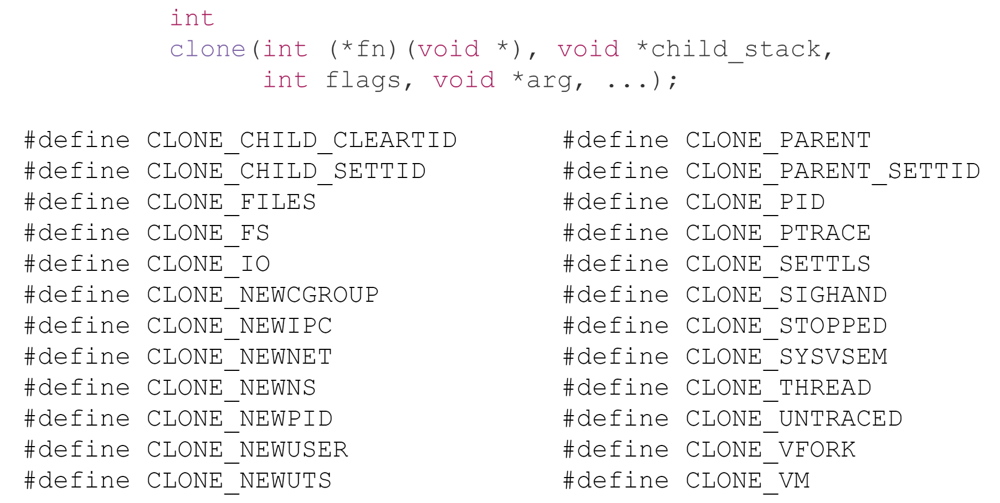 int
clone(int (*fn)(void *), void *child_stack,
int flags, void *arg, ...);
#define CLONE_CHILD_CLEARTID
#define CLONE_CHILD_SETTID
#define CLONE_FILES
#define CLONE_FS
#define CLONE_IO
#define CLONE_NEWCGROUP
#define CLONE_NEWIPC
#define CLONE_NEWNET
#define CLONE_NEWNS
#define CLONE_NEWPID
#define CLONE_NEWUSER
#define CLONE_NEWUTS
#define CLONE_PARENT
#define CLONE_PARENT_SETTID
#define CLONE_PID
#define CLONE_PTRACE
#define CLONE_SETTLS
#define CLONE_SIGHAND
#define CLONE_STOPPED
#define CLONE_SYSVSEM
#define CLONE_THREAD
#define CLONE_UNTRACED
#define CLONE_VFORK
#define CLONE_VM